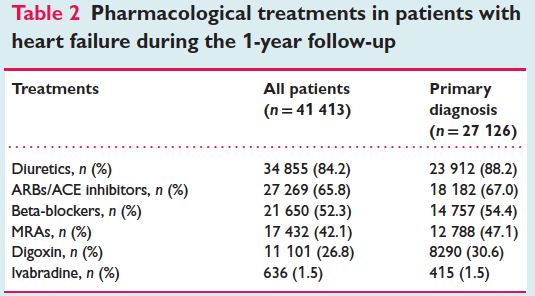 Table 2 Pharmacological treatments in patients with
heart failure during the 1-year follow-up
Treatments All patients Primary
(n = 41 413) diagnosis
(n = 27 126)
Diuretics, n (%) 34 855 (84.2) 23 912 (88.2)
ARBs/ACE inhibitors, n (%) 27 269 (65.8) 18 182 (67.0)
Beta-blockers, n (%) 21 650 (52.3) 14 757 (54.4)
MRAs, n (%) 17 432 (42.1) 12 788 (47.1)
Digoxin, n (%) 11 101 (26.8) 8290 (30.6)
Ivabradine, n (%) 636 (1.5) 415 (1.5)